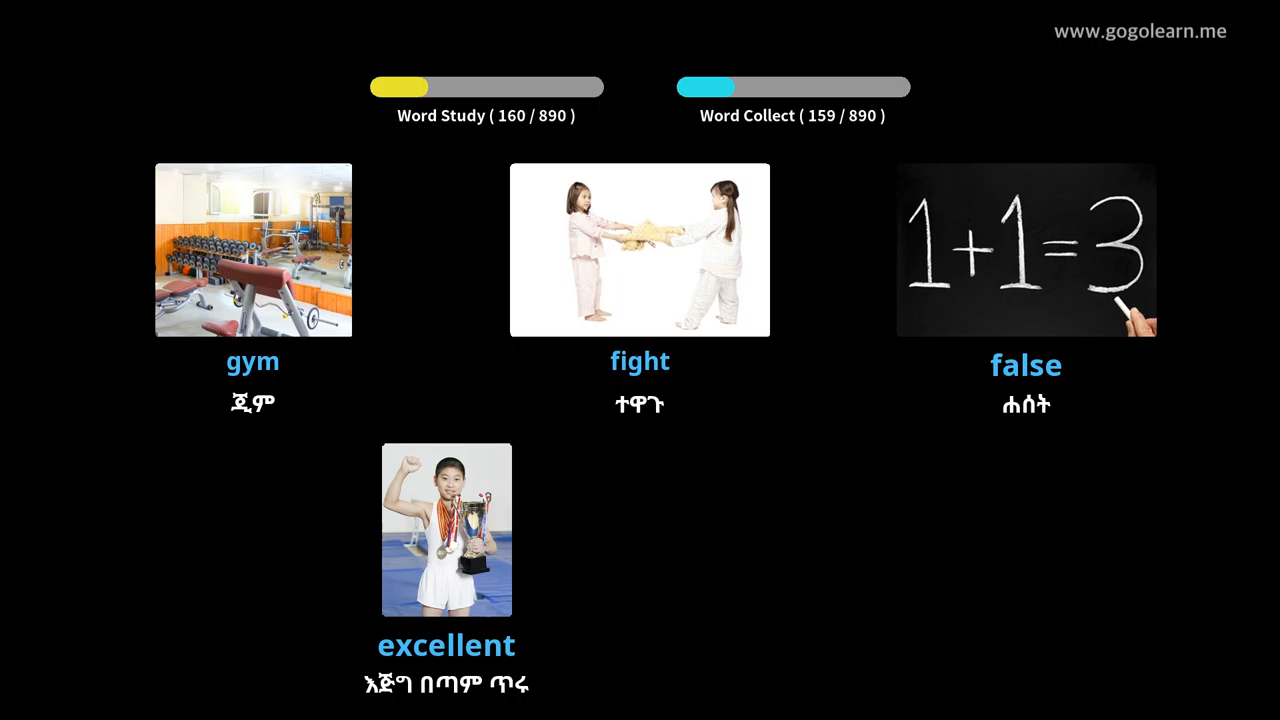 www.gogolearn.me
Word Study ( 160 / 890 )
Word Collect ( 159 / 890 )
1+1=3
gym
fight
false
ጂም
ተዋጉ
ሐሰት
excellent
እጅግ በጣም ጥሩ